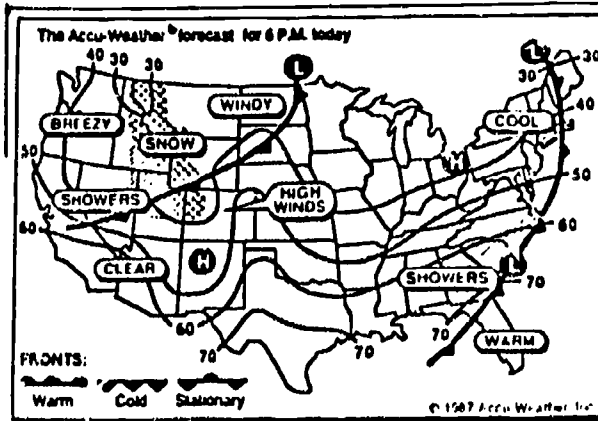 The Accu-Weather® forecast for 6 P.M. today
40 30 30
L
L
30 30
BREEZY
WINDY
COOL
40
SNOW
50
H
50
SHOWERS
HIGH
WINDS
60
60
CLEAR
H
SHOWERS
L
70
60
70
70
70
WARM
FRONTS:
Warm Cold Stationary
© 1987 Accu-Weather, Inc.